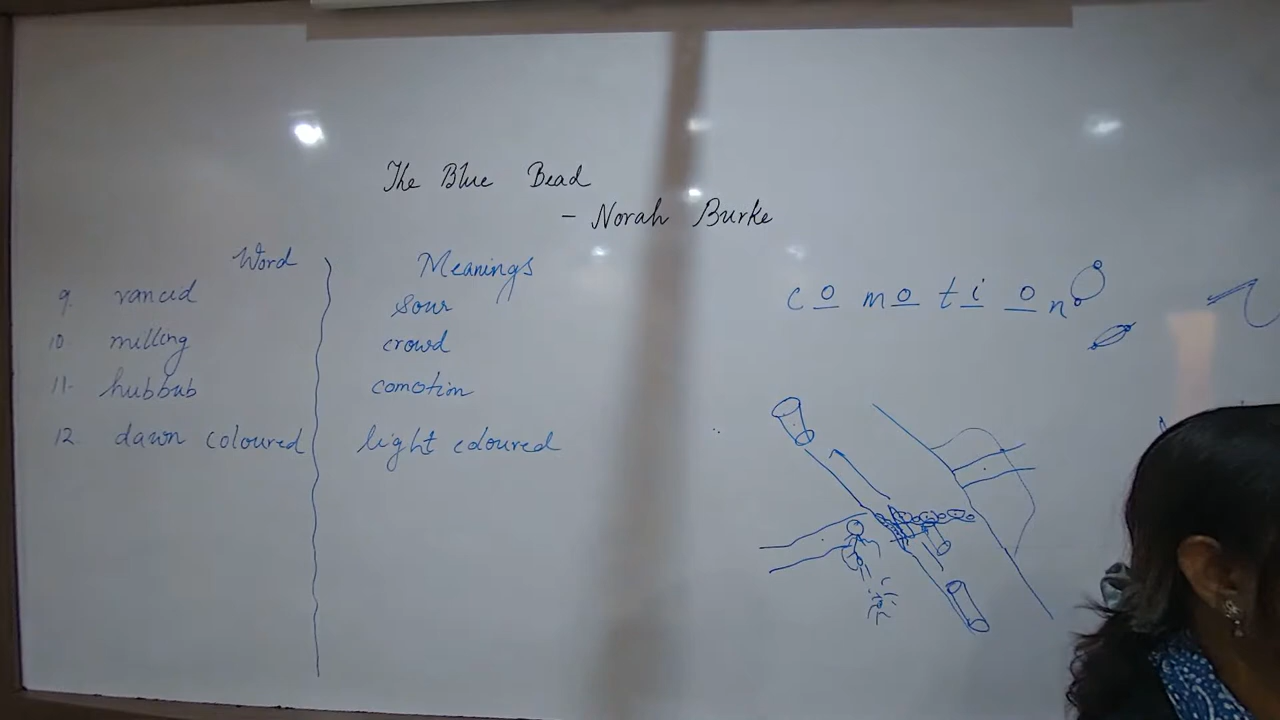 The Blue Bead
- Norah Burke
Word Meanings
9. rancid sour
10 milling crowd
11. hubbub comotion
12. dawn coloured light coloured
c o m o t i o n